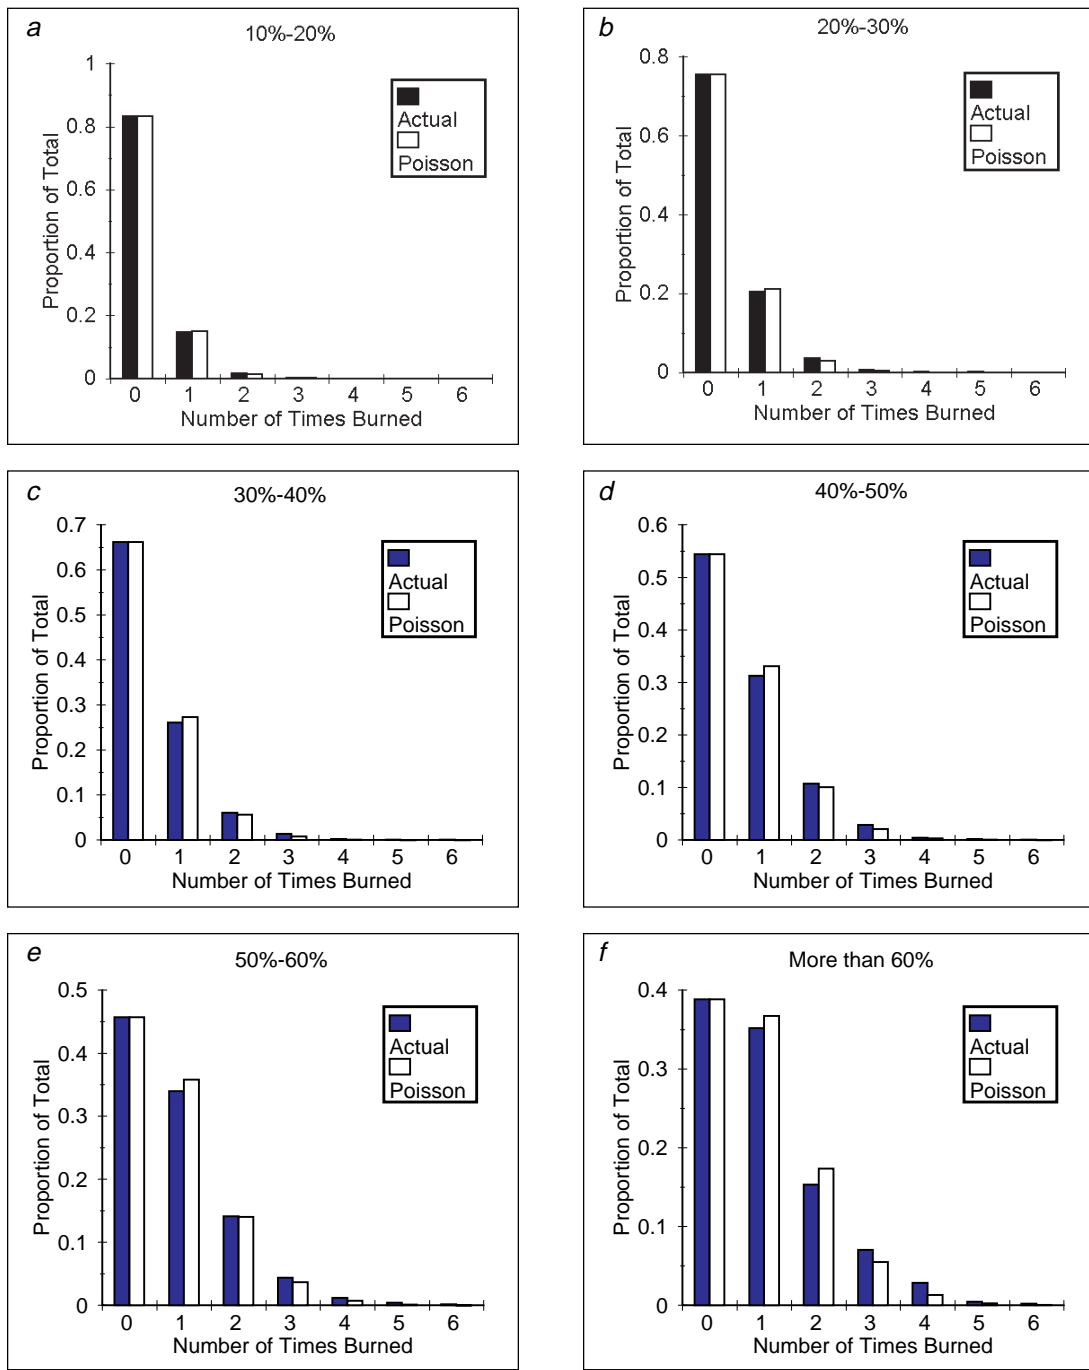 a
10%-20%
1
0.8
0.6
0.4
0.2
0
Proportion of Total
Actual
Poisson
0 1 2 3 4 5 6
Number of Times Burned
b
20%-30%
0.8
0.6
0.4
0.2
0
Proportion of Total
Actual
Poisson
0 1 2 3 4 5 6
Number of Times Burned
c
30%-40%
0.7
0.6
0.5
0.4
0.3
0.2
0.1
0
Proportion of Total
Actual
Poisson
0 1 2 3 4 5 6
Number of Times Burned
d
40%-50%
0.6
0.5
0.4
0.3
0.2
0.1
0
Proportion of Total
Actual
Poisson
0 1 2 3 4 5 6
Number of Times Burned
e
50%-60%
0.5
0.4
0.3
0.2
0.1
0
Proportion of Total
Actual
Poisson
0 1 2 3 4 5 6
Number of Times Burned
f
More than 60%
0.4
0.3
0.2
0.1
0
Proportion of Total
Actual
Poisson
0 1 2 3 4 5 6
Number of Times Burned